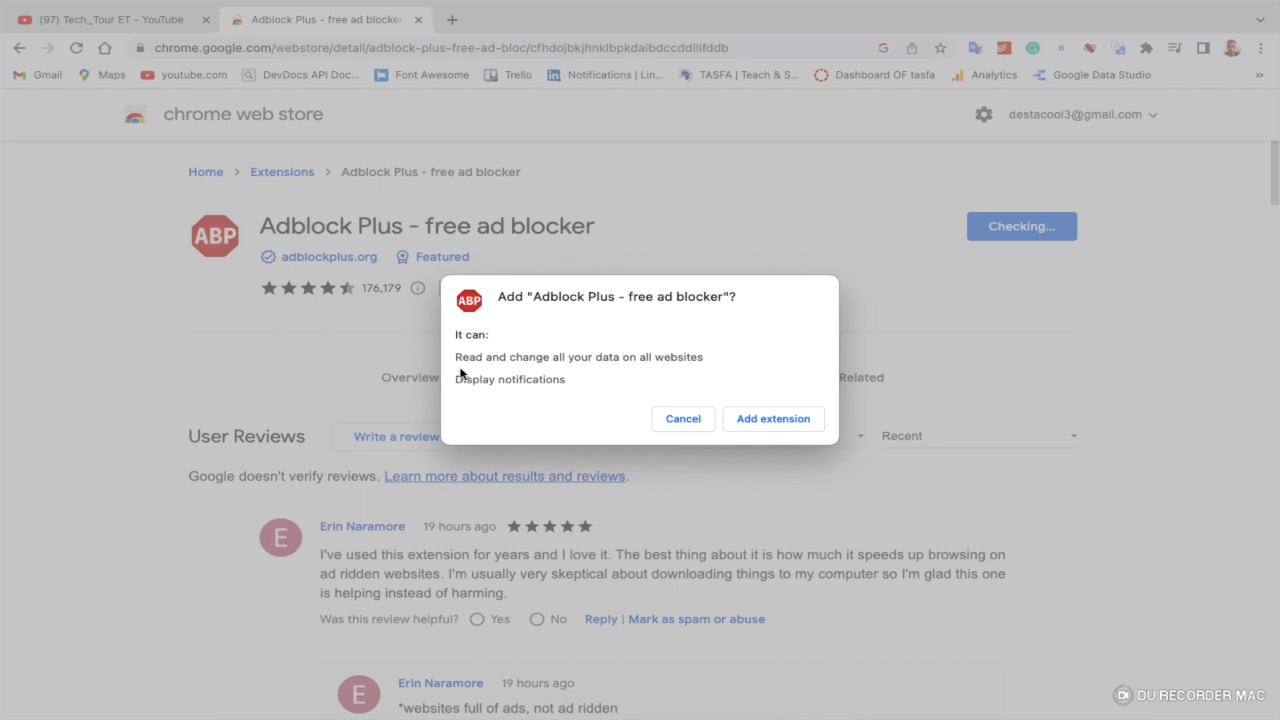 (97) Tech_Tour ET - YouTube
Adblock Plus - free ad blocker
chrome.google.com/webstore/detail/adblock-plus-free-ad-bloc/cfhdojbkjhnklbpkdaibdccddilifddb
Gmail
Maps
youtube.com
DevDocs API Doc...
Font Awesome
Trello
Notifications | Lin...
TASFA | Teach & S...
Dashboard OF tasfa
Analytics
Google Data Studio
»
chrome web store
destacool3@gmail.com
Home > Extensions > Adblock Plus - free ad blocker
ABP
Adblock Plus - free ad blocker
Checking...
adblockplus.org
Featured
176,179
ABP
Add "Adblock Plus - free ad blocker"?
It can:
Read and change all your data on all websites
Display notifications
Cancel
Add extension
Overview
Related
User Reviews
Write a review
Recent
Google doesn't verify reviews. Learn more about results and reviews.
E
Erin Naramore 19 hours ago
I've used this extension for years and I love it. The best thing about it is how much it speeds up browsing on
ad ridden websites. I'm usually very skeptical about downloading things to my computer so I'm glad this one
is helping instead of harming.
Was this review helpful? Yes No Reply | Mark as spam or abuse
E
Erin Naramore 19 hours ago
*websites full of ads, not ad ridden
DU RECORDER MAC